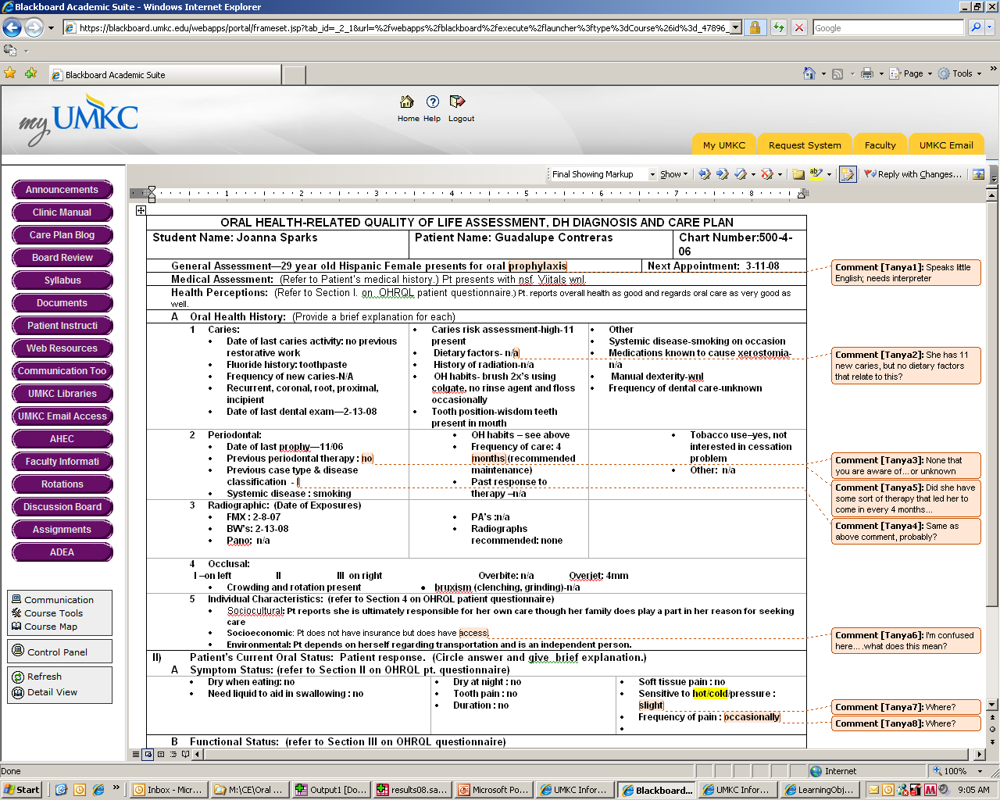 Blackboard Academic Suite - Windows Internet Explorer
https://blackboard.umkc.edu/webapps/portal/frameset.jsp?tab_id=_2_1&url=%2fwebapps%2fblackboard%2fexecute%2flauncher%3ftype%3dCourse%26id%3d_47896_
Google
Blackboard Academic Suite
Page
Tools
my UMKC
Home Help Logout
My UMKC
Request System
Faculty
UMKC Email
Announcements
Clinic Manual
Care Plan Blog
Board Review
Syllabus
Documents
Patient Instructi
Web Resources
Communication Too
UMKC Libraries
UMKC Email Access
AHEC
Faculty Informati
Rotations
Discussion Board
Assignments
ADEA
Communication
Course Tools
Course Map
Control Panel
Refresh
Detail View
Final Showing Markup
Show
Reply with Changes...
1 2 3 4 5 6 7 8
ORAL HEALTH-RELATED QUALITY OF LIFE ASSESSMENT, DH DIAGNOSIS AND CARE PLAN
Student Name: Joanna Sparks
Patient Name: Guadalupe Contreras
Chart Number:500-4-
06
General Assessment—29 year old Hispanic Female presents for oral prophylaxis
Next Appointment: 3-11-08
Medical Assessment: (Refer to Patient's medical history.) Pt presents with nsf. Viitals wnl.
Health Perceptions: (Refer to Section I. on OHRQL patient questionnaire.) Pt. reports overall health as good and regards oral care as very good as
well.
A Oral Health History: (Provide a brief explanation for each)
1 Caries:
• Date of last caries activity: no previous
restorative work
• Fluoride history: toothpaste
• Frequency of new caries-N/A
• Recurrent, coronal, root, proximal,
incipient
• Date of last dental exam—2-13-08
• Caries risk assessment-high-11
present
• Dietary factors- n/a
• History of radiation-n/a
• OH habits- brush 2x's using
colgate, no rinse agent and floss
occasionally
• Tooth position-wisdom teeth
present in mouth
• Other
• Systemic disease-smoking on occasion
• Medications known to cause xerostomia-
n/a
• Manual dexterity-wnl
• Frequency of dental care-unknown
2 Periodontal:
• Date of last prophy—11/06
• Previous periodontal therapy : no
• Previous case type & disease
classification - I
• Systemic disease : smoking
• OH habits – see above
• Frequency of care: 4
months (recommended
maintenance)
• Past response to
therapy –n/a
• Tobacco use–yes, not
interested in cessation
problem
• Other: n/a
3 Radiographic: (Date of Exposures)
• FMX : 2-8-07
• BW's: 2-13-08
• Pano: n/a
• PA's :n/a
• Radiographs
recommended: none
4 Occlusal:
I –on left II III on right Overbite: n/a Overjet: 4mm
• Crowding and rotation present • bruxism (clenching, grinding)-n/a
5 Individual Characteristics: (refer to Section 4 on OHRQL patient questionnaire)
• Sociocultural: Pt reports she is ultimately responsible for her own care though her family does play a part in her reason for seeking
care
• Socioeconomic: Pt does not have insurance but does have access
• Environmental: Pt depends on herself regarding transportation and is an independent person.
II) Patient's Current Oral Status: Patient response. (Circle answer and give brief explanation.)
A Symptom Status: (refer to Section II on OHRQL pt. questionnaire)
• Dry when eating: no
• Need liquid to aid in swallowing : no
• Dry at night : no
• Tooth pain : no
• Duration : no
• Soft tissue pain : no
• Sensitive to hot/cold/pressure :
slight
• Frequency of pain : occasionally
•
B Functional Status: (refer to Section III on OHRQL questionnaire)
Comment [Tanya1]: Speaks little
English; needs interpreter
Comment [Tanya2]: She has 11
new caries, but no dietary factors
that relate to this?
Comment [Tanya3]: None that
you are aware of... or unknown
Comment [Tanya5]: Did she have
some sort of therapy that led her to
come in every 4 months...
Comment [Tanya4]: Same as
above comment, probably?
Comment [Tanya6]: I'm confused
here... .what does this mean?
Comment [Tanya7]: Where?
Comment [Tanya8]: Where?
Done
Internet
100%
Start
Inbox - Micr...
M:\CE\Oral ...
Output1 [Do...
results08.sa...
Microsoft Po...
UMKC Infor...
Blackboard...
UMKC Infor...
LearningObj...
9:05 AM